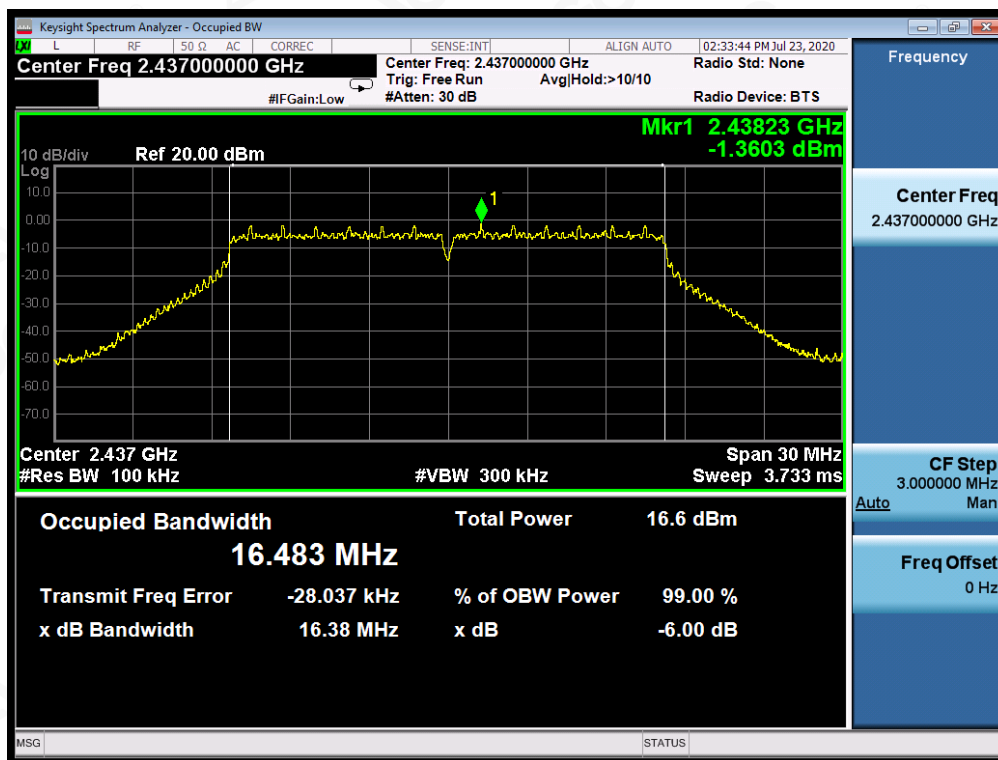 Keysight Spectrum Analyzer - Occupied BW
LXI L RF 50 Ω AC CORREC SENSE:INT ALIGN AUTO 02:33:44 PM Jul 23, 2020
Center Freq 2.437000000 GHz
Center Freq: 2.437000000 GHz
Radio Std: None
Trig: Free Run
Avg|Hold:>10/10
#IFGain:Low
#Atten: 30 dB
Radio Device: BTS
Mkr1 2.43823 GHz
-1.3603 dBm
10 dB/div
Ref 20.00 dBm
Log
10.0
0.00
-10.0
-20.0
-30.0
-40.0
-50.0
-60.0
-70.0
1
Center 2.437 GHz
Span 30 MHz
#Res BW 100 kHz
#VBW 300 kHz
Sweep 3.733 ms
Occupied Bandwidth
Total Power 16.6 dBm
16.483 MHz
Transmit Freq Error -28.037 kHz
% of OBW Power 99.00 %
x dB Bandwidth 16.38 MHz
x dB -6.00 dB
Frequency
Center Freq
2.437000000 GHz
CF Step
3.000000 MHz
Auto Man
Freq Offset
0 Hz
MSG
STATUS